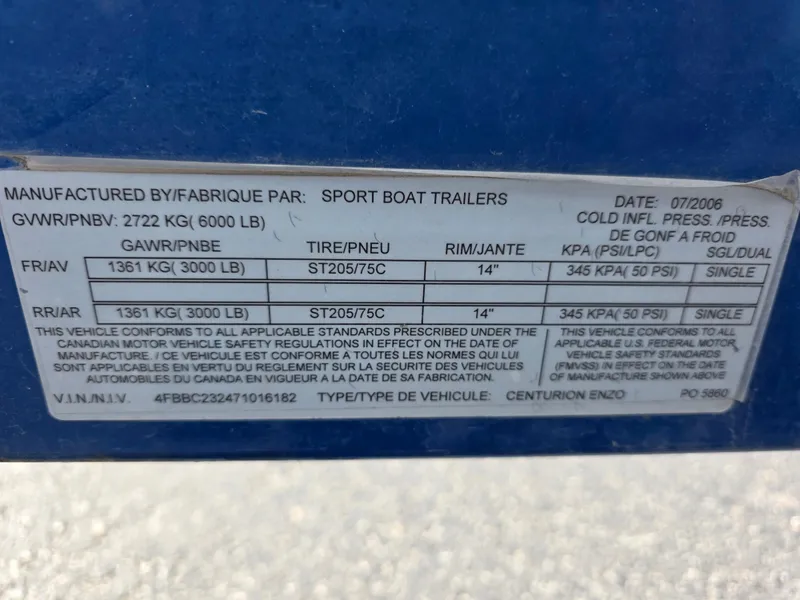 MANUFACTURED BY/FABRIQUE PAR: SPORT BOAT TRAILERS DATE: 07/2006
GVWR/PNBV: 2722 KG( 6000 LB) COLD INFL. PRESS. /PRESS.
DE GONF A FROID
GAWR/PNBE TIRE/PNEU RIM/JANTE KPA (PSI/LPC) SGL/DUAL
FR/AV 1361 KG( 3000 LB) ST205/75C 14" 345 KPA( 50 PSI) SINGLE
RR/AR 1361 KG( 3000 LB) ST205/75C 14" 345 KPA( 50 PSI) SINGLE
THIS VEHICLE CONFORMS TO ALL APPLICABLE STANDARDS PRESCRIBED UNDER THE
CANADIAN MOTOR VEHICLE SAFETY REGULATIONS IN EFFECT ON THE DATE OF
MANUFACTURE. / CE VEHICULE EST CONFORME A TOUTES LES NORMES QUI LUI
SONT APPLICABLES EN VERTU DU REGLEMENT SUR LA SECURITE DES VEHICULES
AUTOMOBILES DU CANADA EN VIGUEUR A LA DATE DE SA FABRICATION.
THIS VEHICLE CONFORMS TO ALL
APPLICABLE U.S. FEDERAL MOTOR
VEHICLE SAFETY STANDARDS
(FMVSS) IN EFFECT ON THE DATE
OF MANUFACTURE SHOWN ABOVE
V.I.N./N.I.V. 4FBBC232471016182 TYPE/TYPE DE VEHICULE: CENTURION ENZO PO 5860